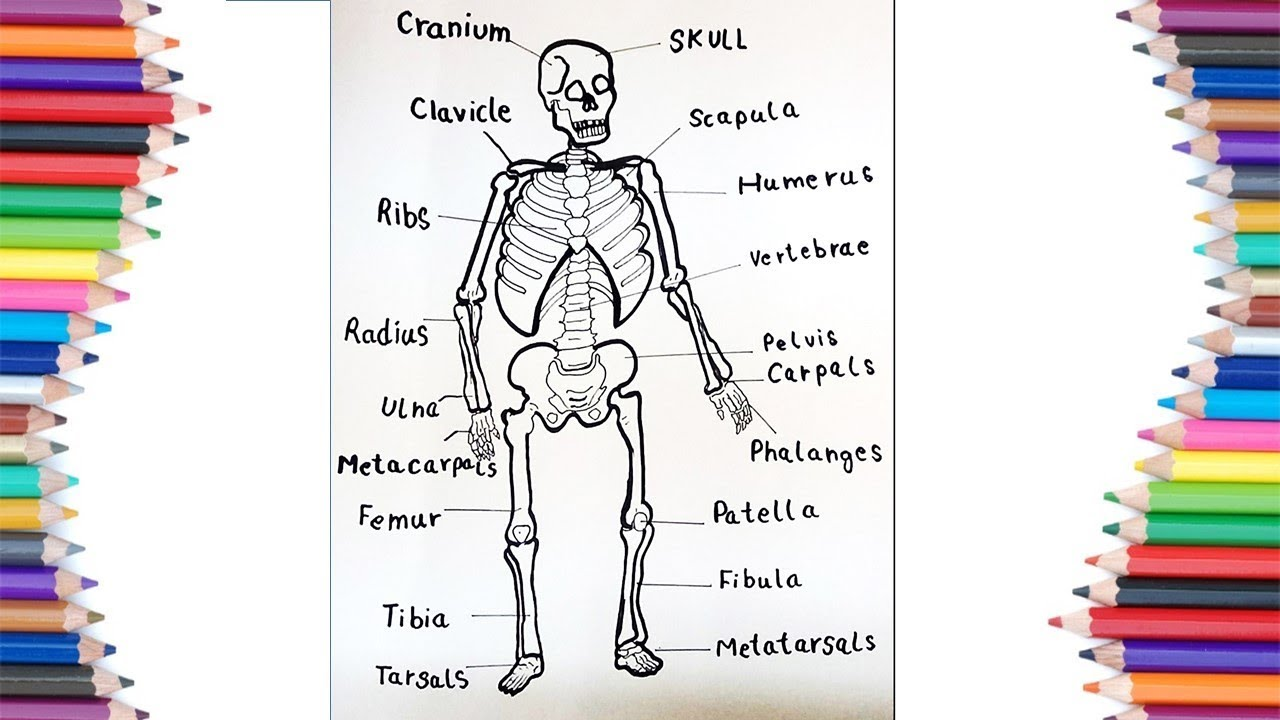 Cranium
SKULL
Clavicle
Scapula
Humerus
Ribs
Vertebrae
Radius
Pelvis
Carpals
Ulna
Metacarpals
Phalanges
Femur
Patella
Fibula
Tibia
Metatarsals
Tarsals